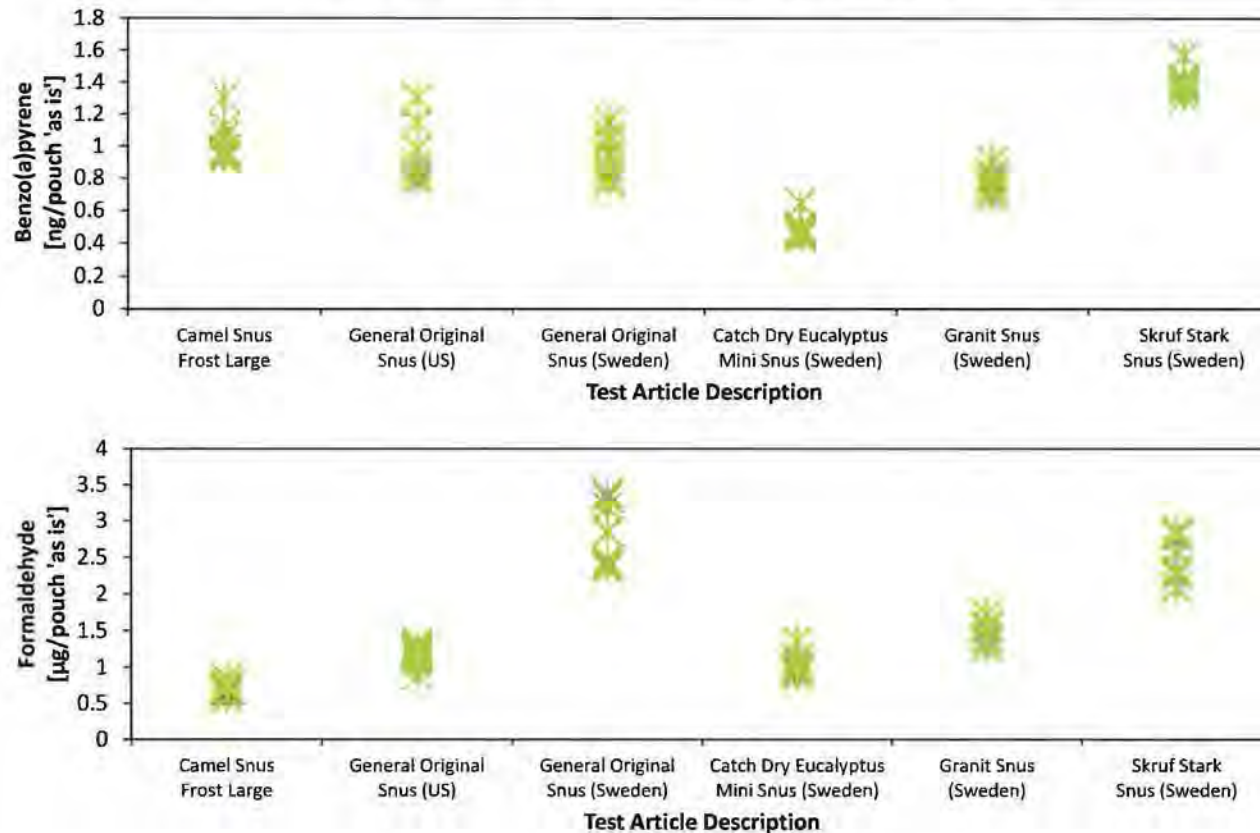 Benzo(a)pyrene
[ng/pouch 'as is']
1.8
1.6
1.4
1.2
1
0.8
0.6
0.4
0.2
0
Camel Snus
Frost Large
General Original
Snus (US)
General Original
Snus (Sweden)
Catch Dry Eucalyptus
Mini Snus (Sweden)
Granit Snus
(Sweden)
Skruf Stark
Snus (Sweden)
Test Article Description
Formaldehyde
[µg/pouch 'as is']
4
3.5
3
2.5
2
1.5
1
0.5
0
Camel Snus
Frost Large
General Original
Snus (US)
General Original
Snus (Sweden)
Catch Dry Eucalyptus
Mini Snus (Sweden)
Granit Snus
(Sweden)
Skruf Stark
Snus (Sweden)
Test Article Description